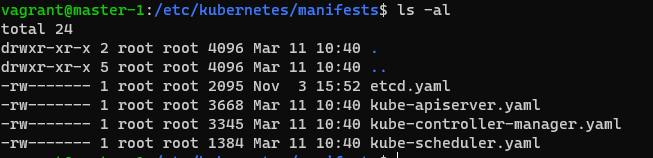 vagrant@master-1:/etc/kubernetes/manifests$ ls -al
total 24
drwxr-xr-x 2 root root 4096 Mar 11 10:40 .
drwxr-xr-x 5 root root 4096 Mar 11 10:40 ..
-rw------- 1 root root 2095 Nov  3 15:52 etcd.yaml
-rw------- 1 root root 3668 Mar 11 10:40 kube-apiserver.yaml
-rw------- 1 root root 3345 Mar 11 10:40 kube-controller-manager.yaml
-rw------- 1 root root 1384 Mar 11 10:40 kube-scheduler.yaml